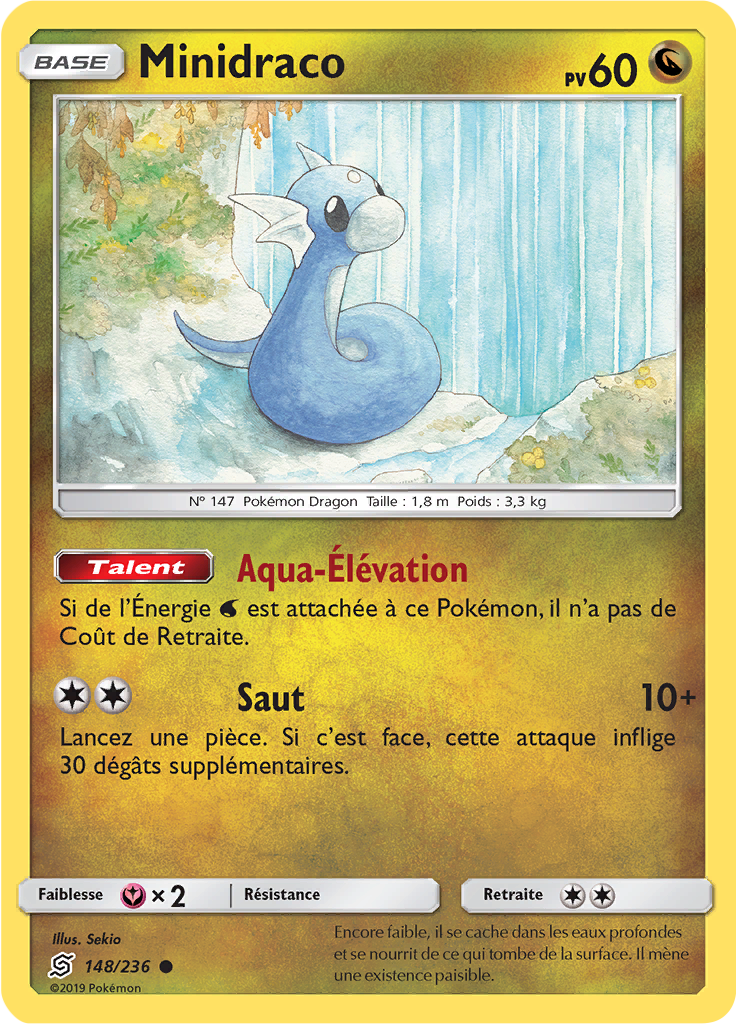 BASE Minidraco PV60
Nº 147 Pokémon Dragon Taille : 1,8 m Poids : 3,3 kg
Talent Aqua-Élévation
Si de l'Énergie est attachée à ce Pokémon, il n'a pas de
Coût de Retraite.
Saut 10+
Lancez une pièce. Si c'est face, cette attaque inflige
30 dégâts supplémentaires.
Faiblesse ×2 Résistance Retraite
Illus. Sekio
148/236
©2019 Pokémon
Encore faible, il se cache dans les eaux profondes
et se nourrit de ce qui tombe de la surface. Il mène
une existence paisible.